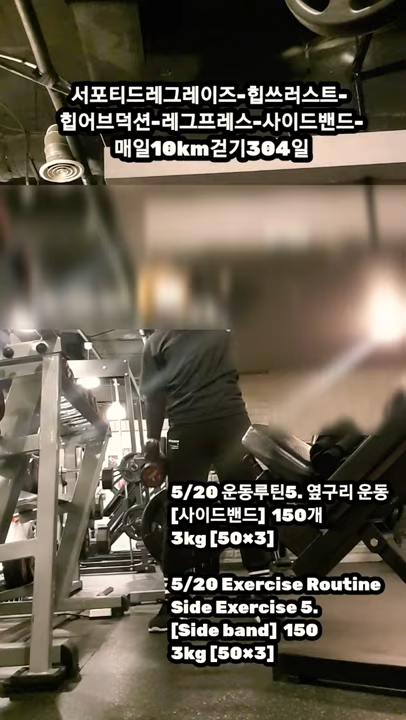 서포티드레그레이즈-힙쓰러스트-
힙어브덕션-레그프레스-사이드밴드-
매일10km걷기304일
5/20 운동루틴5. 옆구리 운동
[사이드밴드] 150개
3kg [50×3]
5/20 Exercise Routine
Side Exercise 5.
[Side band] 150
3kg [50×3]